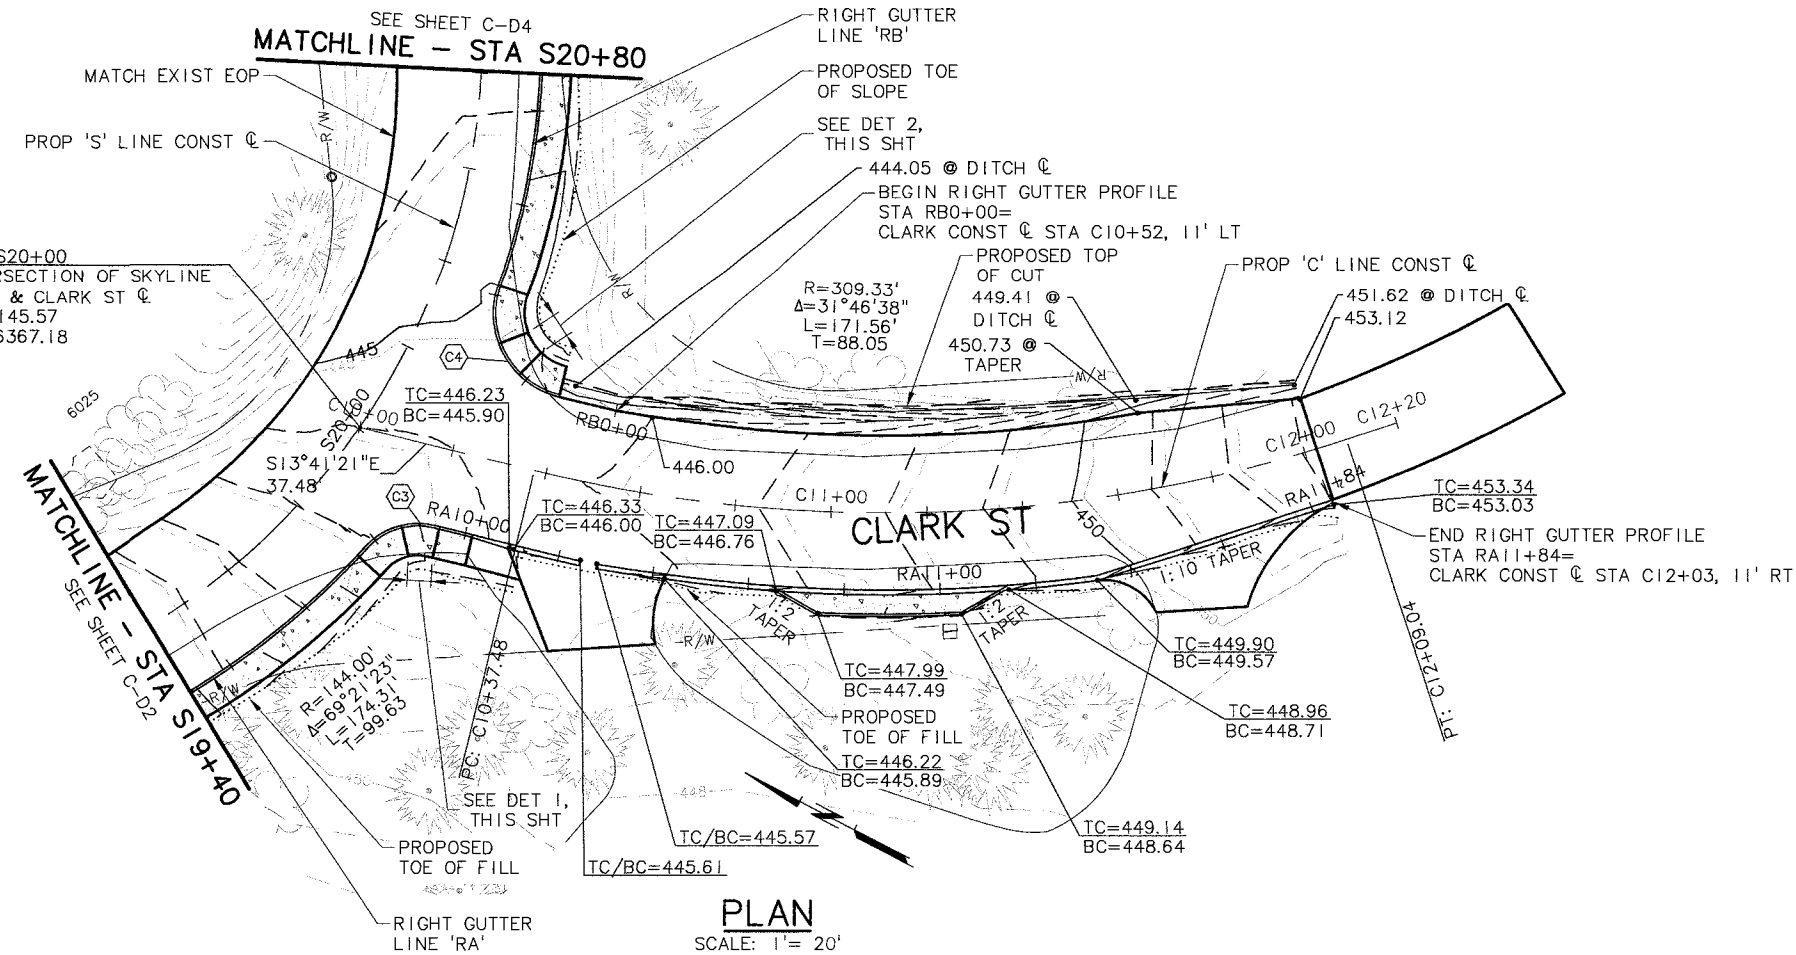 SEE SHEET C-D4
MATCHLINE - STA S20+80
MATCH EXIST EOP
PROP 'S' LINE CONST ℄
RIGHT GUTTER
LINE 'RB'
PROPOSED TOE
OF SLOPE
SEE DET 2,
THIS SHT
444.05 @ DITCH ℄
BEGIN RIGHT GUTTER PROFILE
STA RB0+00=
CLARK CONST ℄ STA C10+52, 11' LT
PROPOSED TOP
OF CUT
PROP 'C' LINE CONST ℄
R=309.33'
Δ=31°46'38"
L=171.56'
T=88.05
449.41 @
DITCH ℄
450.73 @
TAPER
451.62 @ DITCH ℄
453.12
S20+00
RSECTION OF SKYLINE
& CLARK ST ℄
145.57
6367.18
R/W
R/W
R/W
445
C4
TC=446.23
BC=445.90
6025
S20+00
RB0+00
446.00
S13°41'21"E
37.48'
C3
RA10+00
TC=446.33
BC=446.00
TC=447.09
BC=446.76
C11+00
CLARK ST
450
C12+00
C12+20
RA11+84
TC=453.34
BC=453.03
END RIGHT GUTTER PROFILE
STA RA11+84=
CLARK CONST ℄ STA C12+03, 11' RT
1:10 TAPER
RA11+00
MATCHLINE - STA S19+40
SEE SHEET C-D2
R/W
R=144.00'
Δ=69°21'23"
L=174.31'
T=99.63
PC: C10+37.48
1:2
TAPER
1:2
TAPER
R/W
TC=449.90
BC=449.57
PT: C12+09.04
TC=447.99
BC=447.49
TC=448.96
BC=448.71
PROPOSED
TOE OF FILL
TC=446.22
BC=445.89
448
SEE DET 1,
THIS SHT
TC=449.14
BC=448.64
PROPOSED
TOE OF FILL
TC/BC=445.57
TC/BC=445.61
RIGHT GUTTER
LINE 'RA'
PLAN
SCALE: 1'= 20'